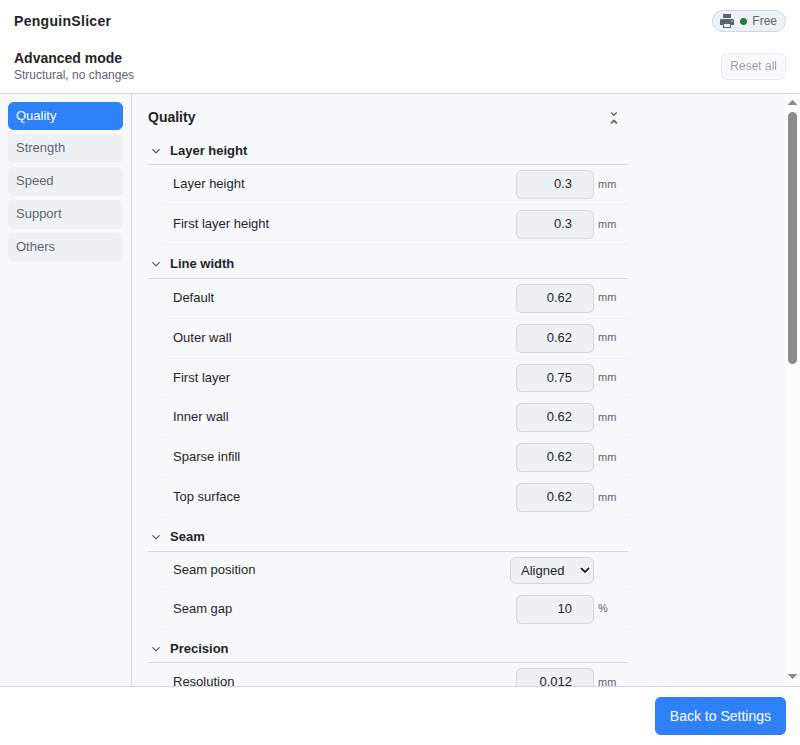 PenguinSlicer
Free
Advanced mode
Structural, no changes
Reset all
Quality
Strength
Speed
Support
Others
Quality
Layer height
Layer height 0.3 mm
First layer height 0.3 mm
Line width
Default 0.62 mm
Outer wall 0.62 mm
First layer 0.75 mm
Inner wall 0.62 mm
Sparse infill 0.62 mm
Top surface 0.62 mm
Seam
Seam position Aligned
Seam gap 10 %
Precision
Resolution 0.012 mm
Back to Settings